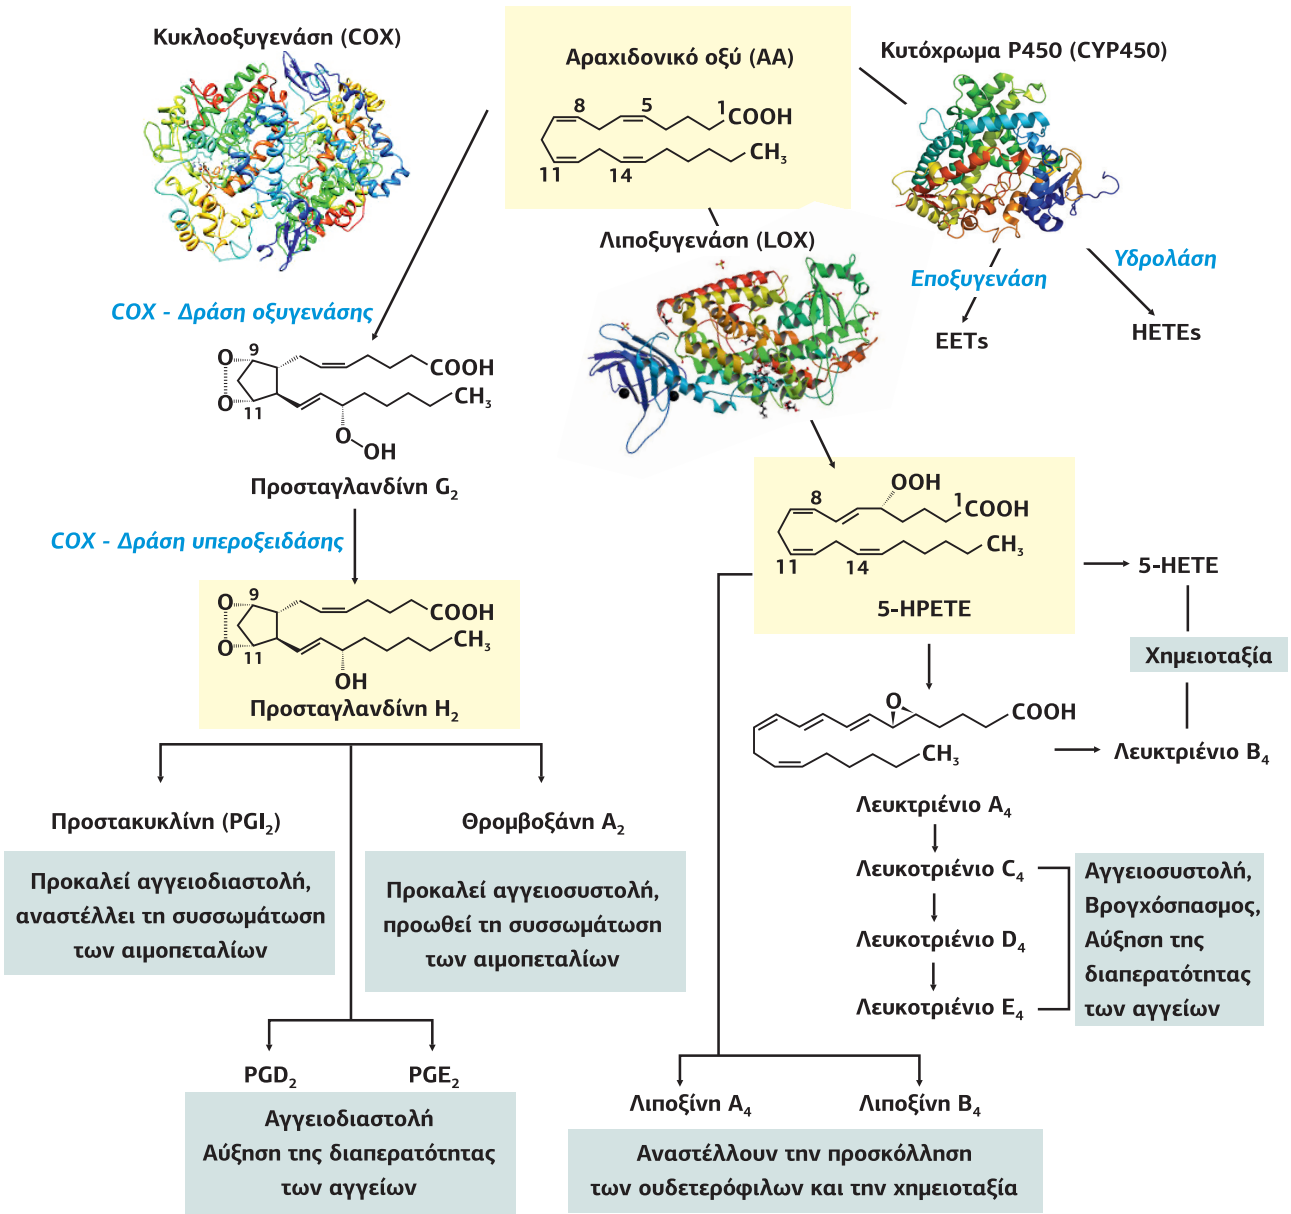 Κυκλοοξυγενάση (COX)
Αραχιδονικό οξύ (AA)
Κυτόχρωμα P450 (CYP450)
8
5
1
COOH
CH₃
11
14
Λιποξυγενάση (LOX)
Εποξυγενάση
Υδρολάση
EETs
HETEs
COX - Δράση οξυγενάσης
O
9
COOH
O
11
CH₃
O
OH
Προσταγλανδίνη G₂
COX - Δράση υπεροξειδάσης
O
9
COOH
O
11
CH₃
OH
Προσταγλανδίνη H₂
OOH
8
1
COOH
CH₃
11
14
5-HPETE
5-HETE
Χημειοταξία
O
COOH
CH₃
Λευκτριένιο B₄
Λευκτριένιο A₄
Λευκοτριένιο C₄
Λευκοτριένιο D₄
Λευκοτριένιο E₄
Αγγειοσυστολή,
Βρογχόσπασμος,
Αύξηση της
διαπερατότητας
των αγγείων
Προστακυκλίνη (PGI₂)
Προκαλεί αγγειοδιαστολή,
αναστέλλει τη συσσωμάτωση
των αιμοπεταλίων
Θρομβοξάνη A₂
Προκαλεί αγγειοσυστολή,
προωθεί τη συσσωμάτωση
των αιμοπεταλίων
PGD₂
PGE₂
Αγγειοδιαστολή
Αύξηση της διαπερατότητας
των αγγείων
Λιποξίνη A₄
Λιποξίνη B₄
Αναστέλλουν την προσκόλληση
των ουδετερόφιλων και την χημειοταξία